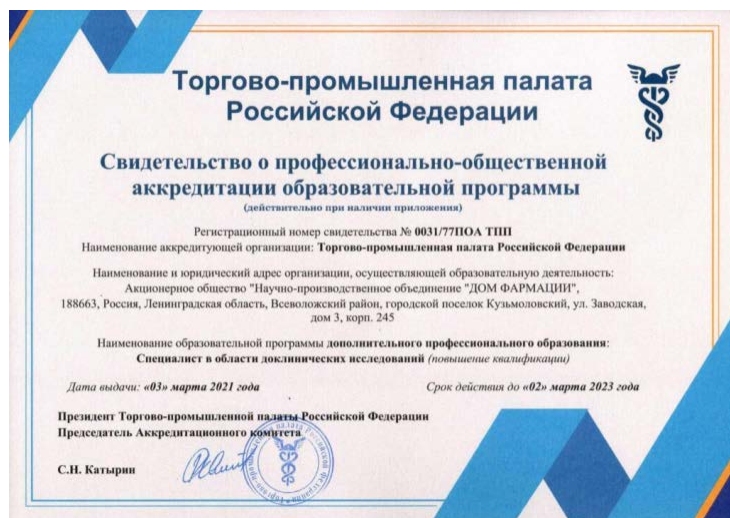 Торгово-промышленная палата
Российской Федерации
Свидетельство о профессионально-общественной
аккредитации образовательной программы
(действительно при наличии приложения)
Регистрационный номер свидетельства № 0031/77ПОА ТПП
Наименование аккредитующей организации: Торгово-промышленная палата Российской Федерации
Наименование и юридический адрес организации, осуществляющей образовательную деятельность:
Акционерное общество "Научно-производственное объединение "ДОМ ФАРМАЦИИ",
188663, Россия, Ленинградская область, Всеволожский район, городской поселок Кузьмоловский, ул. Заводская,
дом 3, корп. 245
Наименование образовательной программы дополнительного профессионального образования:
Специалист в области доклинических исследований (повышение квалификации)
Дата выдачи: «03» марта 2021 года
Срок действия до «02» марта 2023 года
Президент Торгово-промышленной палаты Российской Федерации
Председатель Аккредитационного комитета
С.Н. Катырин